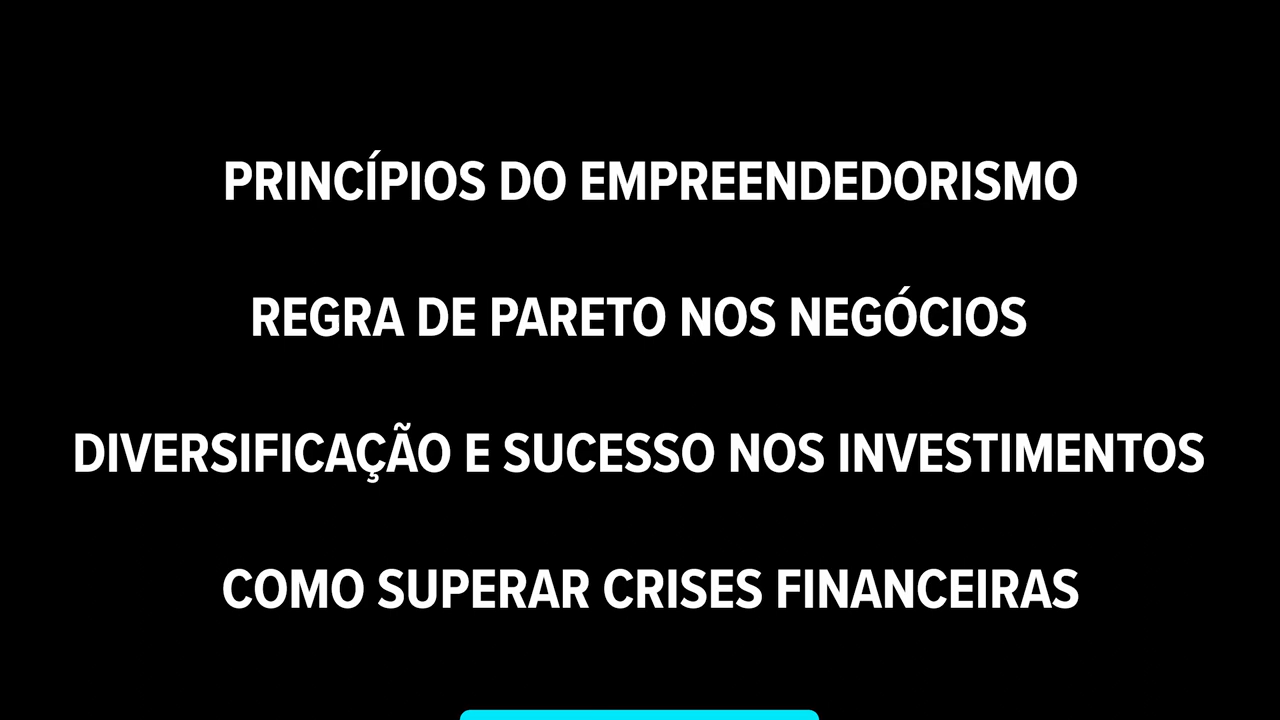 PRINCÍPIOS DO EMPREENDEDORISMO
REGRA DE PARETO NOS NEGÓCIOS
DIVERSIFICAÇÃO E SUCESSO NOS INVESTIMENTOS
COMO SUPERAR CRISES FINANCEIRAS